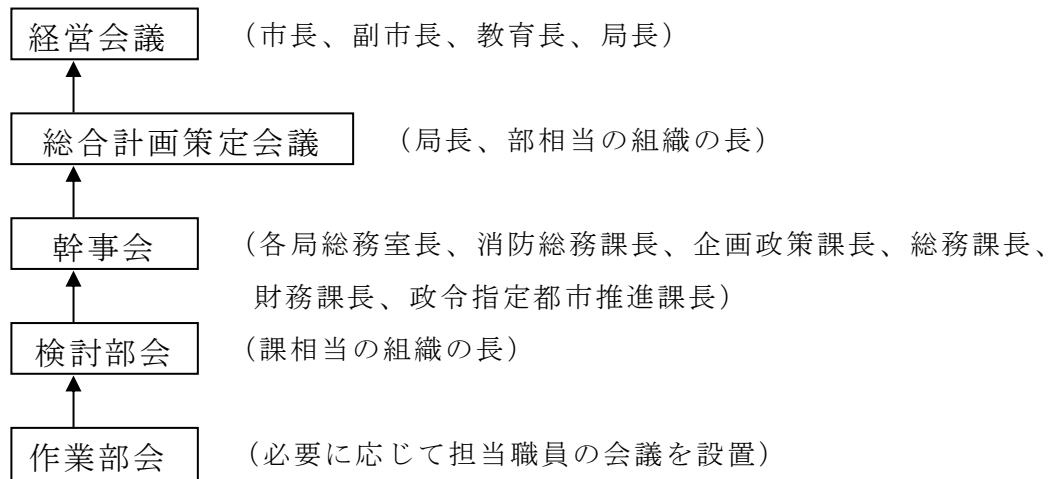 経営会議 （市長、副市長、教育長、局長）
総合計画策定会議 （局長、部相当の組織の長）
幹事会 （各局総務室長、消防総務課長、企画政策課長、総務課長、
財務課長、政令指定都市推進課長）
検討部会 （課相当の組織の長）
作業部会 （必要に応じて担当職員の会議を設置）